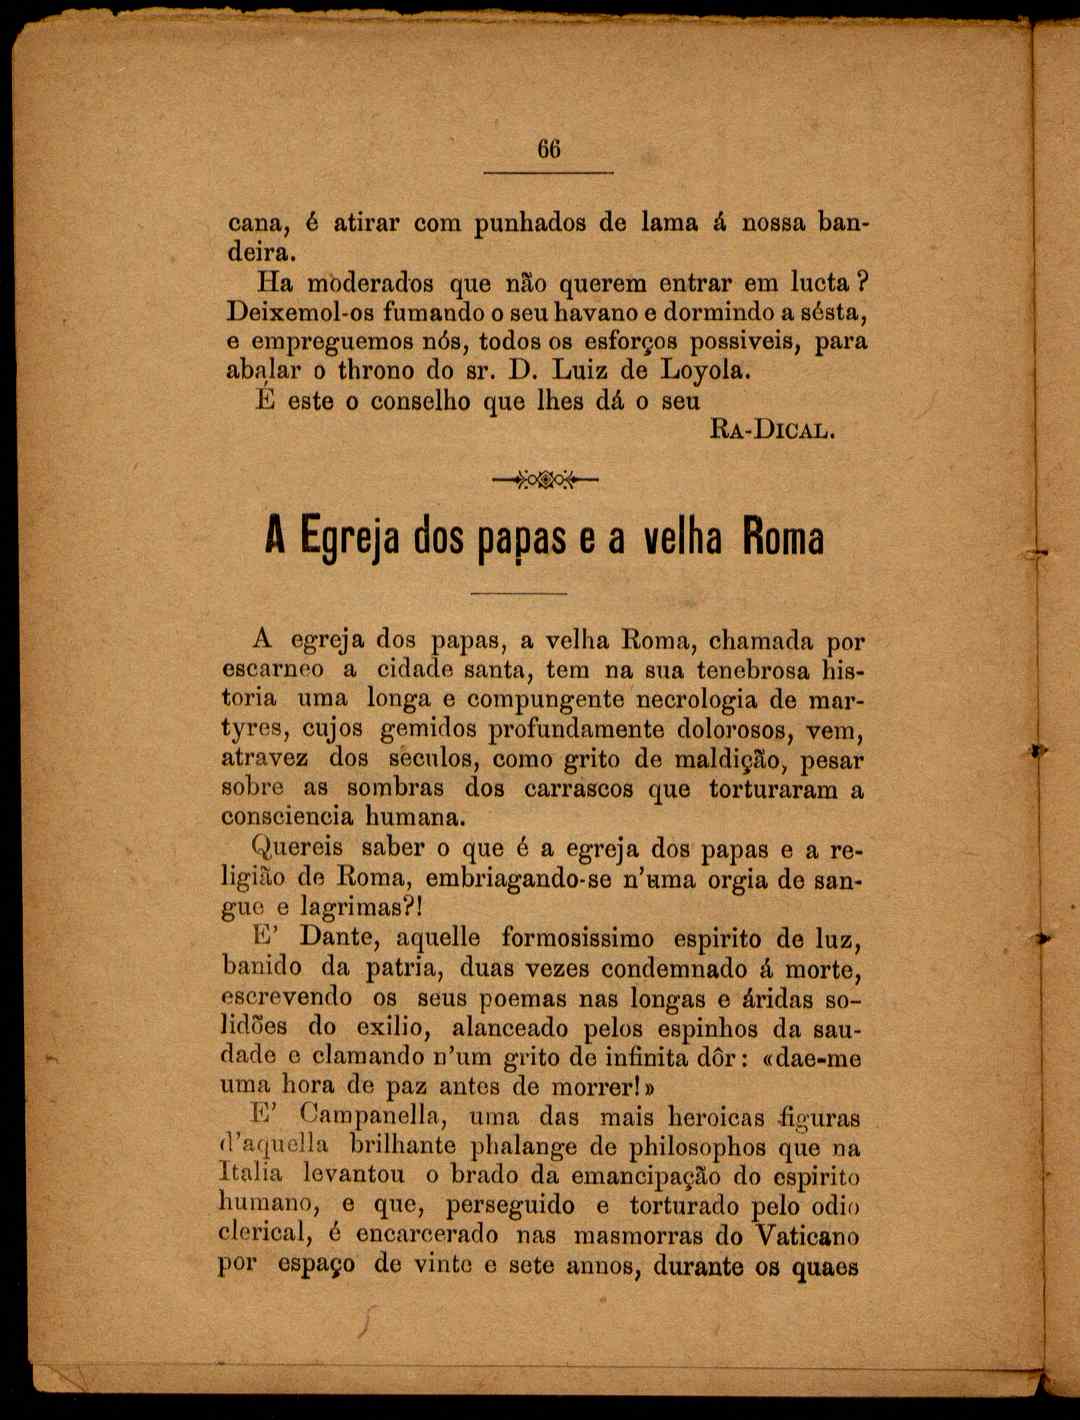 66
cana, é atirar com punhados de lama á nossa ban-
deira.
Ha moderados que não querem entrar em lucta?
Deixemol-os fumando o seu havano e dormindo a sésta,
e empreguemos nós, todos os esforços possiveis, para
abalar o throno do sr. D. Luiz de Loyola.
É este o conselho que lhes dá o seu
RA-DICAL.
A Egreja dos papas e a velha Roma
A egreja dos papas, a velha Roma, chamada por
escarneo a cidade santa, tem na sua tenebrosa his-
toria uma longa e compungente necrologia de mar-
tyres, cujos gemidos profundamente dolorosos, vem,
atravez dos seculos, como grito de maldição, pesar
sobre as sombras dos carrascos que torturaram a
consciencia humana.
Quereis saber o que é a egreja dos papas e a re-
ligião de Roma, embriagando-se n'uma orgia de san-
gue e lagrimas?!
E' Dante, aquelle formosissimo espirito de luz,
banido da patria, duas vezes condemnado á morte,
escrevendo os seus poemas nas longas e áridas so-
lidões do exilio, alanceado pelos espinhos da sau-
dade e clamando n'um grito de infinita dôr: «dae-me
uma hora de paz antes de morrer!»
E' Campanella, uma das mais heroicas figuras
d'aquella brilhante phalange de philosophos que na
Italia levantou o brado da emancipação do espirito
humano, e que, perseguido e torturado pelo odio
clerical, é encarcerado nas masmorras do Vaticano
por espaço de vinte e sete annos, durante os quaes